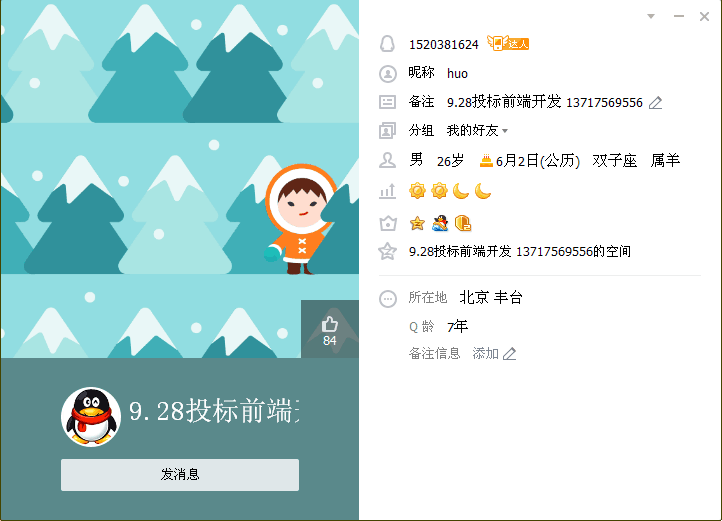 84
9.28投标前端
发消息
1520381624 达人
昵称 huo
备注 9.28投标前端开发 13717569556
分组 我的好友
男 26岁 6月2日(公历) 双子座 属羊
9.28投标前端开发 13717569556的空间
所在地 北京 丰台
Q 龄 7年
备注信息 添加